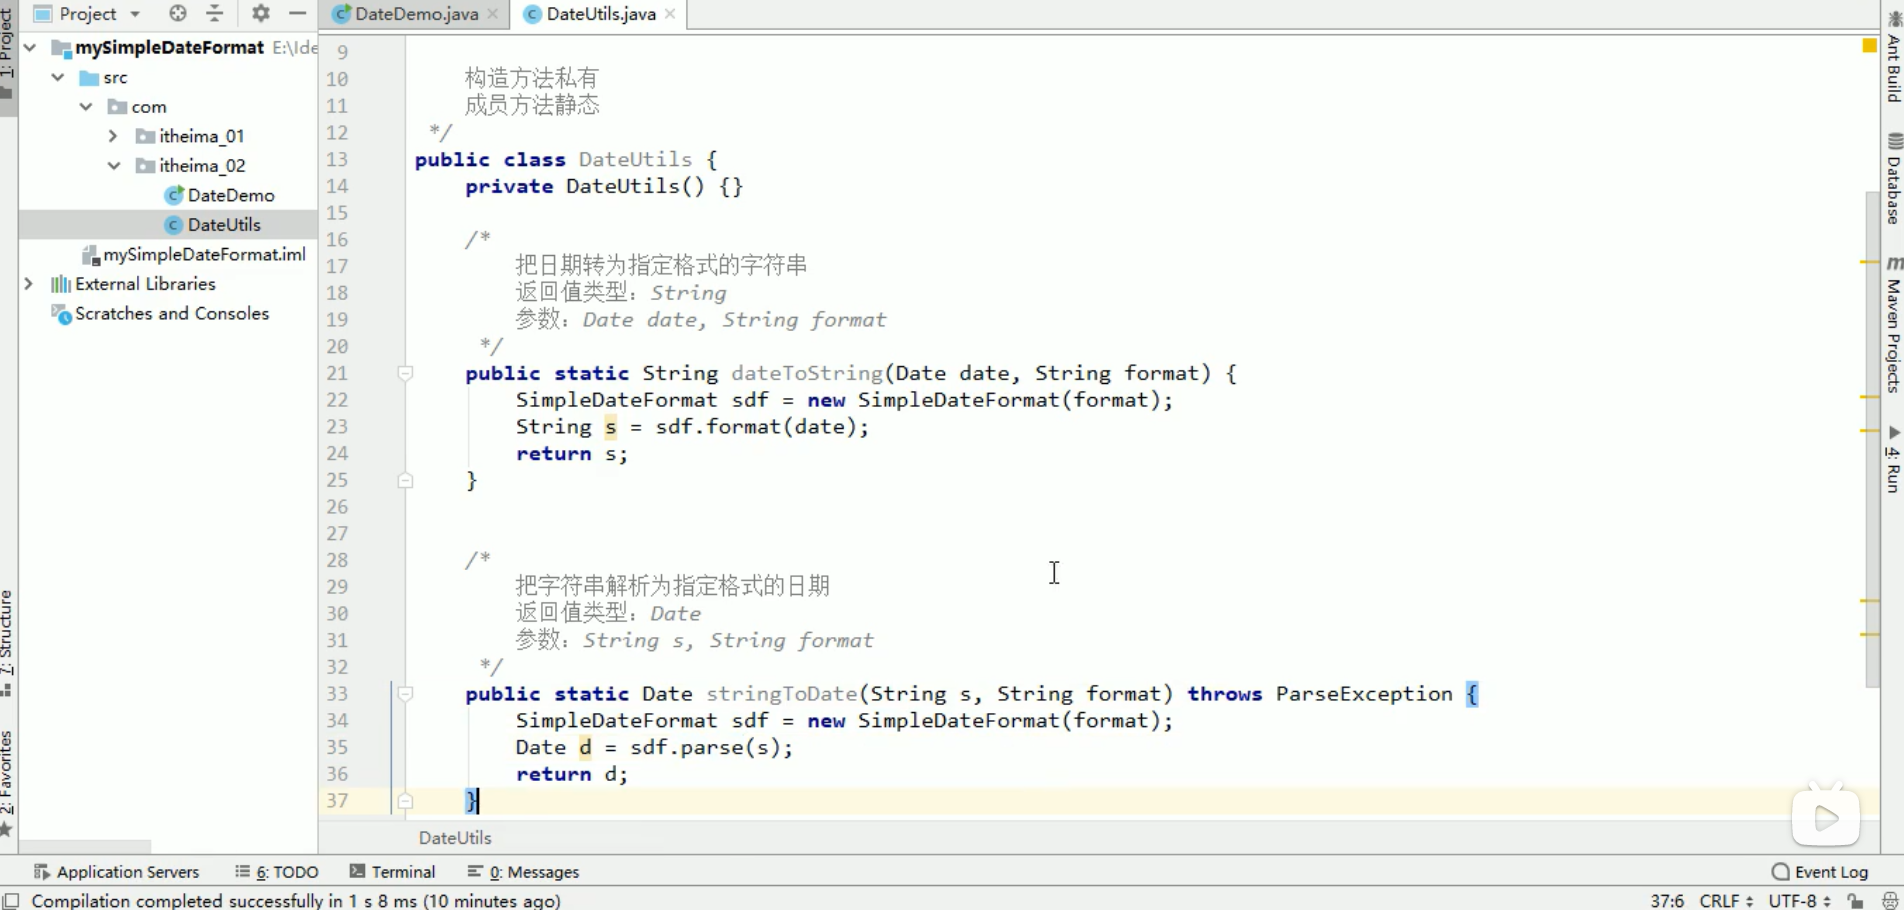 Project
DateDemo.java
DateUtils.java
1: Project
mySimpleDateFormat E:\Ide
src
com
itheima_01
itheima_02
DateDemo
DateUtils
mySimpleDateFormat.iml
External Libraries
Scratches and Consoles
7: Structure
2: Favorites
9
10 构造方法私有
11 成员方法静态
12 */
13 public class DateUtils {
14 private DateUtils() {}
15
16 /*
17 把日期转为指定格式的字符串
18 返回值类型：String
19 参数：Date date, String format
20 */
21 public static String dateToString(Date date, String format) {
22 SimpleDateFormat sdf = new SimpleDateFormat(format);
23 String s = sdf.format(date);
24 return s;
25 }
26
27
28 /*
29 把字符串解析为指定格式的日期
30 返回值类型：Date
31 参数：String s, String format
32 */
33 public static Date stringToDate(String s, String format) throws ParseException {
34 SimpleDateFormat sdf = new SimpleDateFormat(format);
35 Date d = sdf.parse(s);
36 return d;
37 }
DateUtils
Ant Build
Database
m Maven Projects
4: Run
Application Servers
6: TODO
Terminal
0: Messages
Event Log
Compilation completed successfully in 1 s 8 ms (10 minutes ago)
37:6 CRLF UTF-8